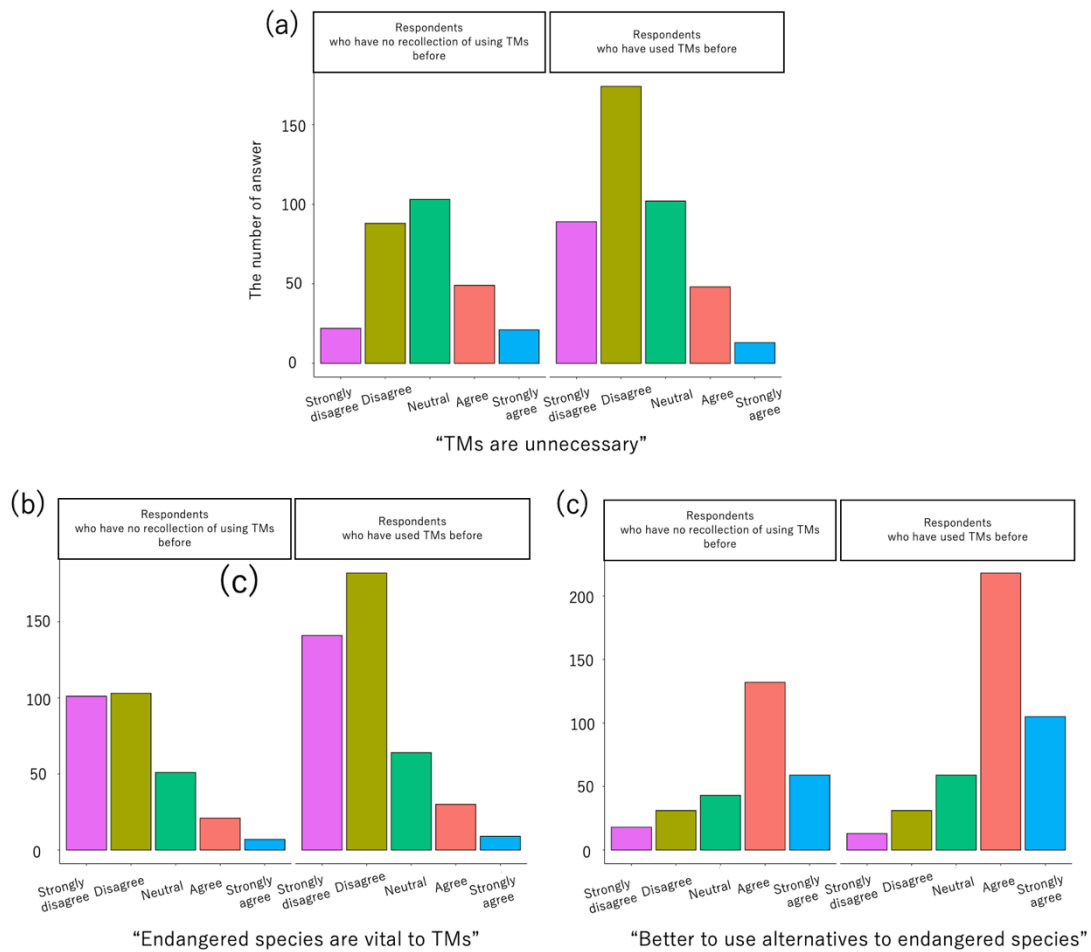 (a)
Respondents
who have no recollection of using TMs
before
Respondents
who have used TMs before
The number of answer
150
100
50
0
Strongly
disagree
Disagree
Neutral
Agree
Strongly
agree
Strongly
disagree
Disagree
Neutral
Agree
Strongly
agree
“TMs are unnecessary”
(b)
Respondents
who have no recollection of using TMs
before
Respondents
who have used TMs before
(c)
150
100
50
0
Strongly
disagree
Disagree
Neutral
Agree
Strongly
agree
Strongly
disagree
Disagree
Neutral
Agree
Strongly
agree
“Endangered species are vital to TMs”
(c)
Respondents
who have no recollection of using TMs
before
Respondents
who have used TMs before
200
150
100
50
0
Strongly
disagree
Disagree
Neutral
Agree
Strongly
agree
Strongly
disagree
Disagree
Neutral
Agree
Strongly
agree
“Better to use alternatives to endangered species”